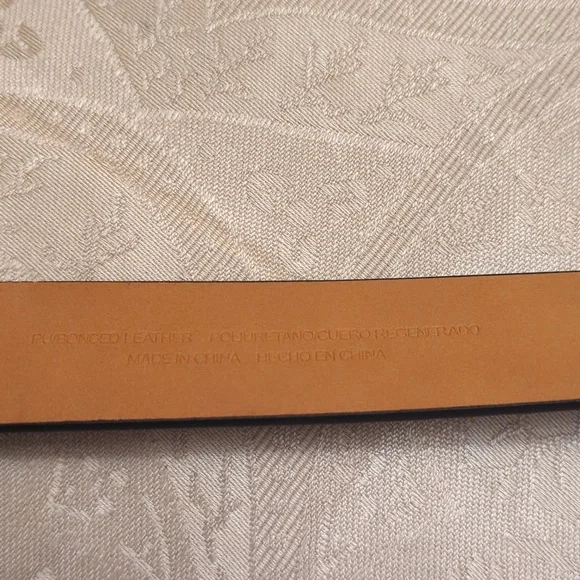 PU/BONDED LEATHER POLIURETANO/CUERO REGENERADO
MADE IN CHINA HECHO EN CHINA